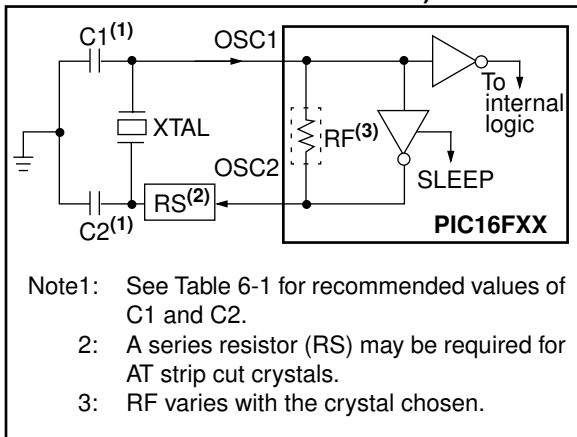 C1(1)
OSC1
To
internal
logic
XTAL
RF(3)
OSC2
SLEEP
RS(2)
C2(1)
PIC16FXX
Note1: See Table 6-1 for recommended values of
C1 and C2.
2: A series resistor (RS) may be required for
AT strip cut crystals.
3: RF varies with the crystal chosen.